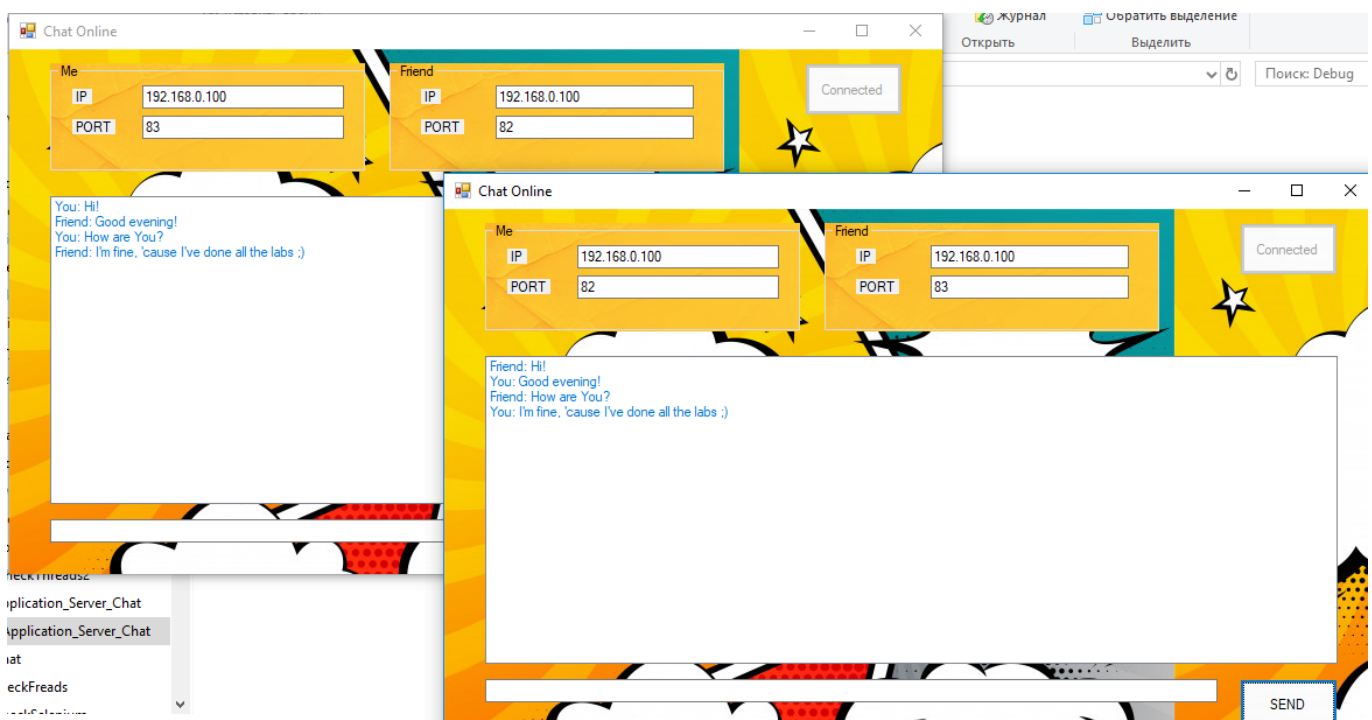 Журнал
Обратить выделение
Открыть
Выделить
Поиск: Debug
Chat Online
Me
IP
192.168.0.100
PORT
83
Friend
IP
192.168.0.100
PORT
82
Connected
You: Hi!
Friend: Good evening!
You: How are You?
Friend: I'm fine, 'cause I've done all the labs ;)
Chat Online
Me
IP
192.168.0.100
PORT
82
Friend
IP
192.168.0.100
PORT
83
Connected
Friend: Hi!
You: Good evening!
Friend: How are You?
You: I'm fine, 'cause I've done all the labs ;)
SEND
pplication_Server_Chat
Application_Server_Chat
hat
eckFreads